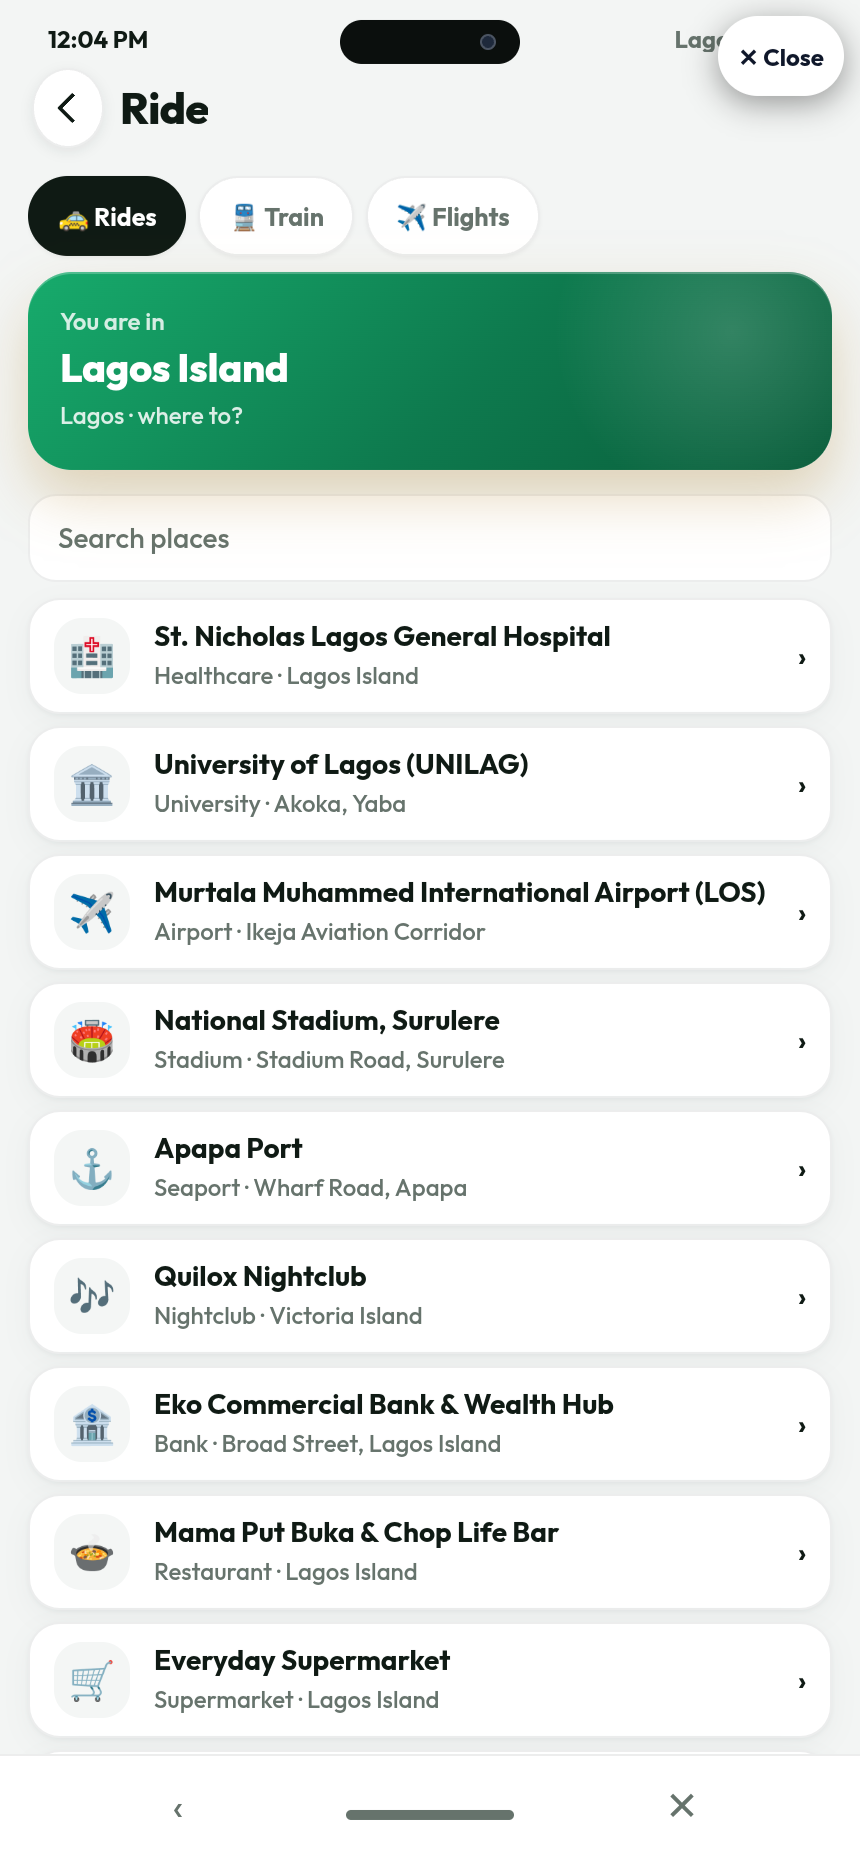 12:04 PM
✕ Close
Ride
Rides
Train
Flights
You are in
Lagos Island
Lagos · where to?
Search places
St. Nicholas Lagos General Hospital
Healthcare · Lagos Island
University of Lagos (UNILAG)
University · Akoka, Yaba
Murtala Muhammed International Airport (LOS)
Airport · Ikeja Aviation Corridor
National Stadium, Surulere
Stadium · Stadium Road, Surulere
Apapa Port
Seaport · Wharf Road, Apapa
Quilox Nightclub
Nightclub · Victoria Island
Eko Commercial Bank & Wealth Hub
Bank · Broad Street, Lagos Island
Mama Put Buka & Chop Life Bar
Restaurant · Lagos Island
Everyday Supermarket
Supermarket · Lagos Island